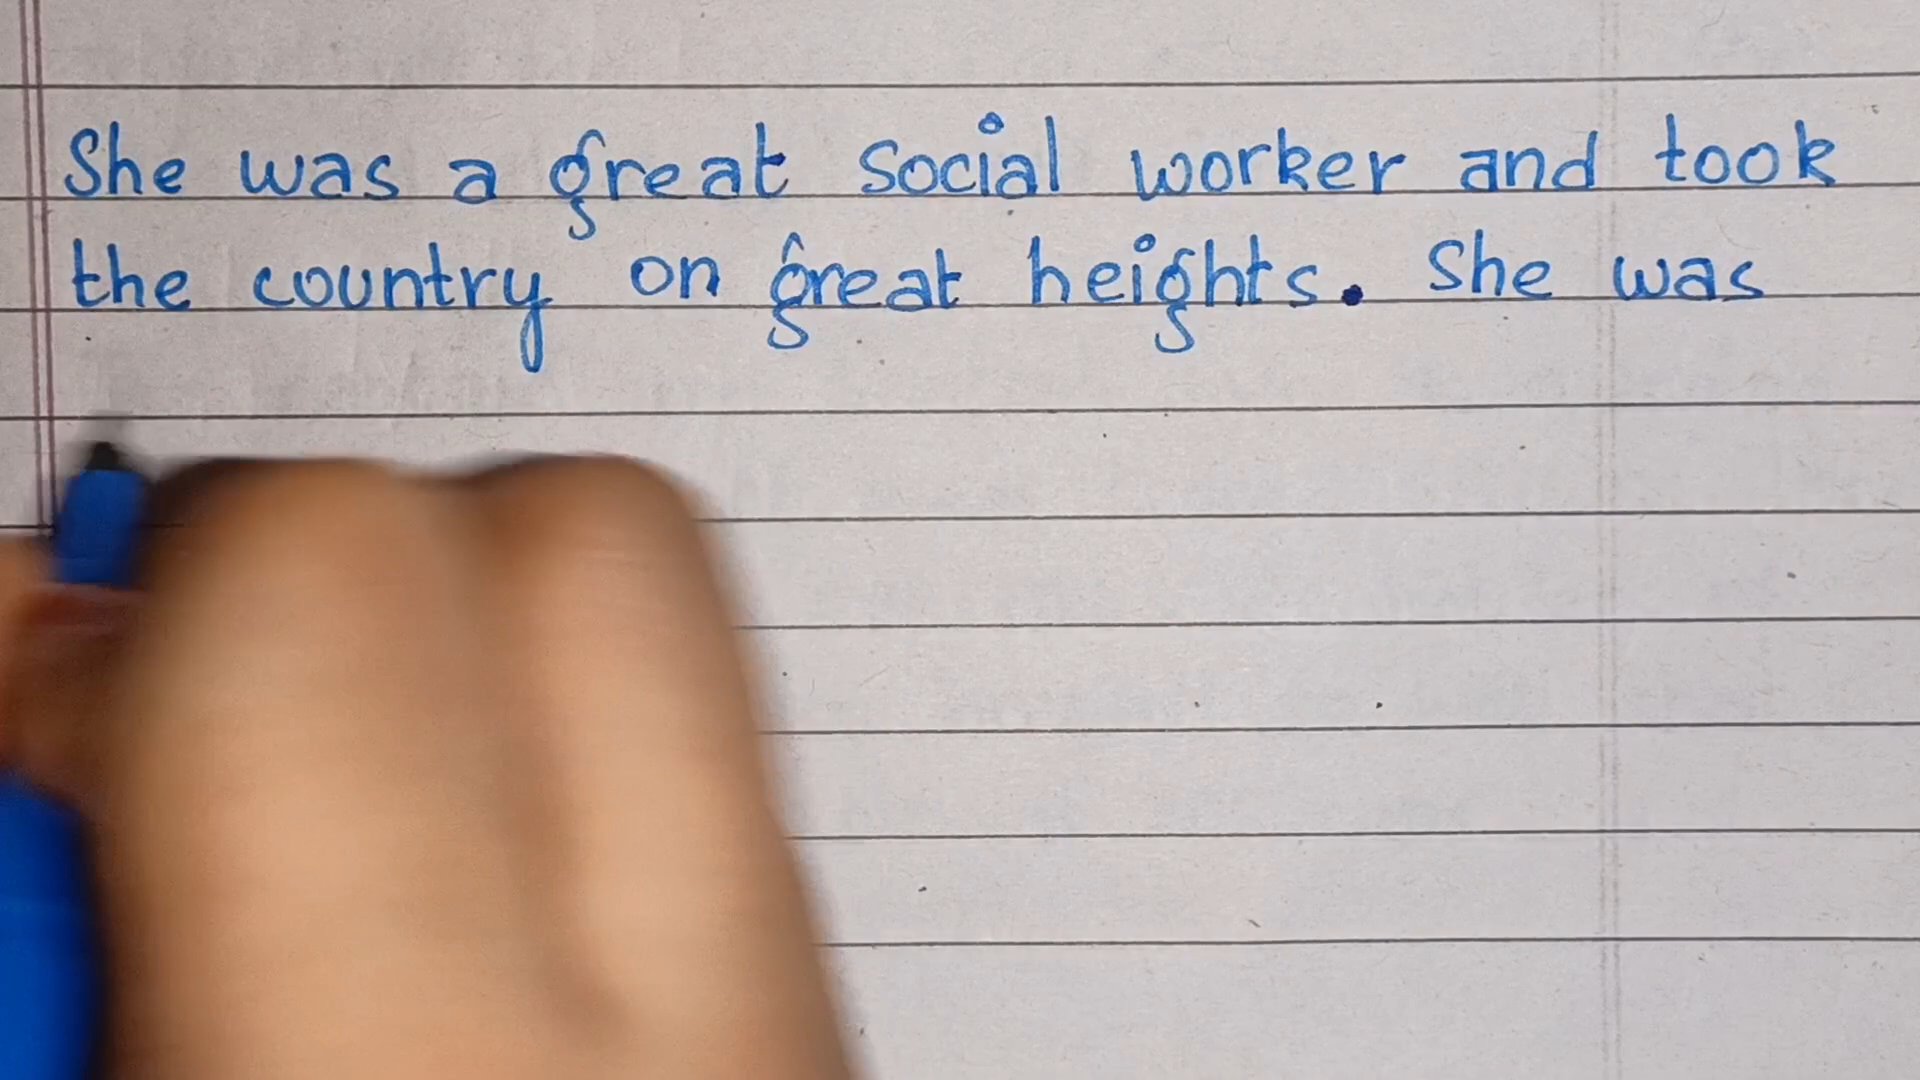 She was a great social worker and took
the country on great heights. She was